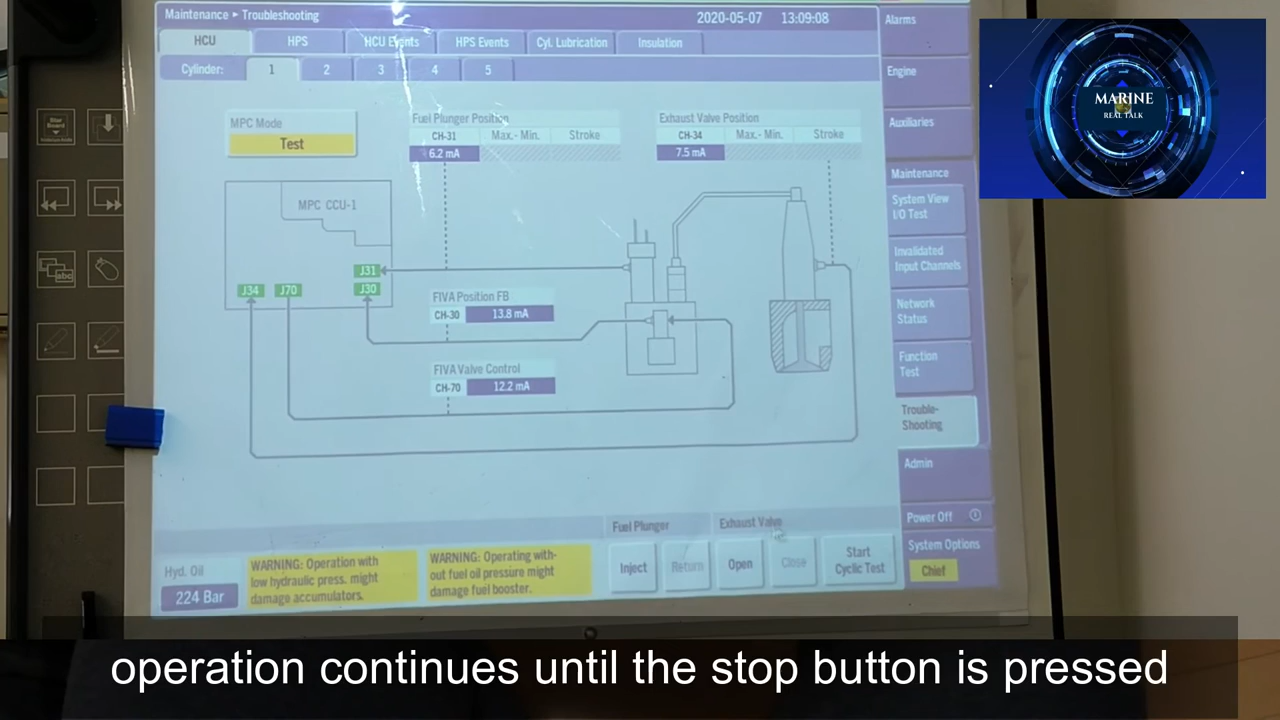 Maintenance ▸ Troubleshooting
2020-05-07 13:09:08
HCU
HPS
HCU Events
HPS Events
Cyl. Lubrication
Insulation
Cylinder:
1
2
3
4
5
Alarms
Engine
Auxiliaries
Maintenance
System View
I/O Test
Invalidated
Input Channels
Network
Status
Function
Test
Trouble-
Shooting
Admin
Power Off
System Options
Chief
MARINE
REAL TALK
MPC Mode
Test
Fuel Plunger Position
CH-31 Max.- Min. Stroke
6.2 mA
Exhaust Valve Position
CH-34 Max.- Min. Stroke
7.5 mA
MPC CCU-1
J31
J30
J34
J70
FIVA Position FB
CH-30 13.8 mA
FIVA Valve Control
CH-70 12.2 mA
Hyd. Oil
224 Bar
WARNING: Operation with
low hydraulic press. might
damage accumulators.
WARNING: Operating with-
out fuel oil pressure might
damage fuel booster.
Fuel Plunger
Inject
Return
Exhaust Valve
Open
Close
Start
Cyclic Test
operation continues until the stop button is pressed